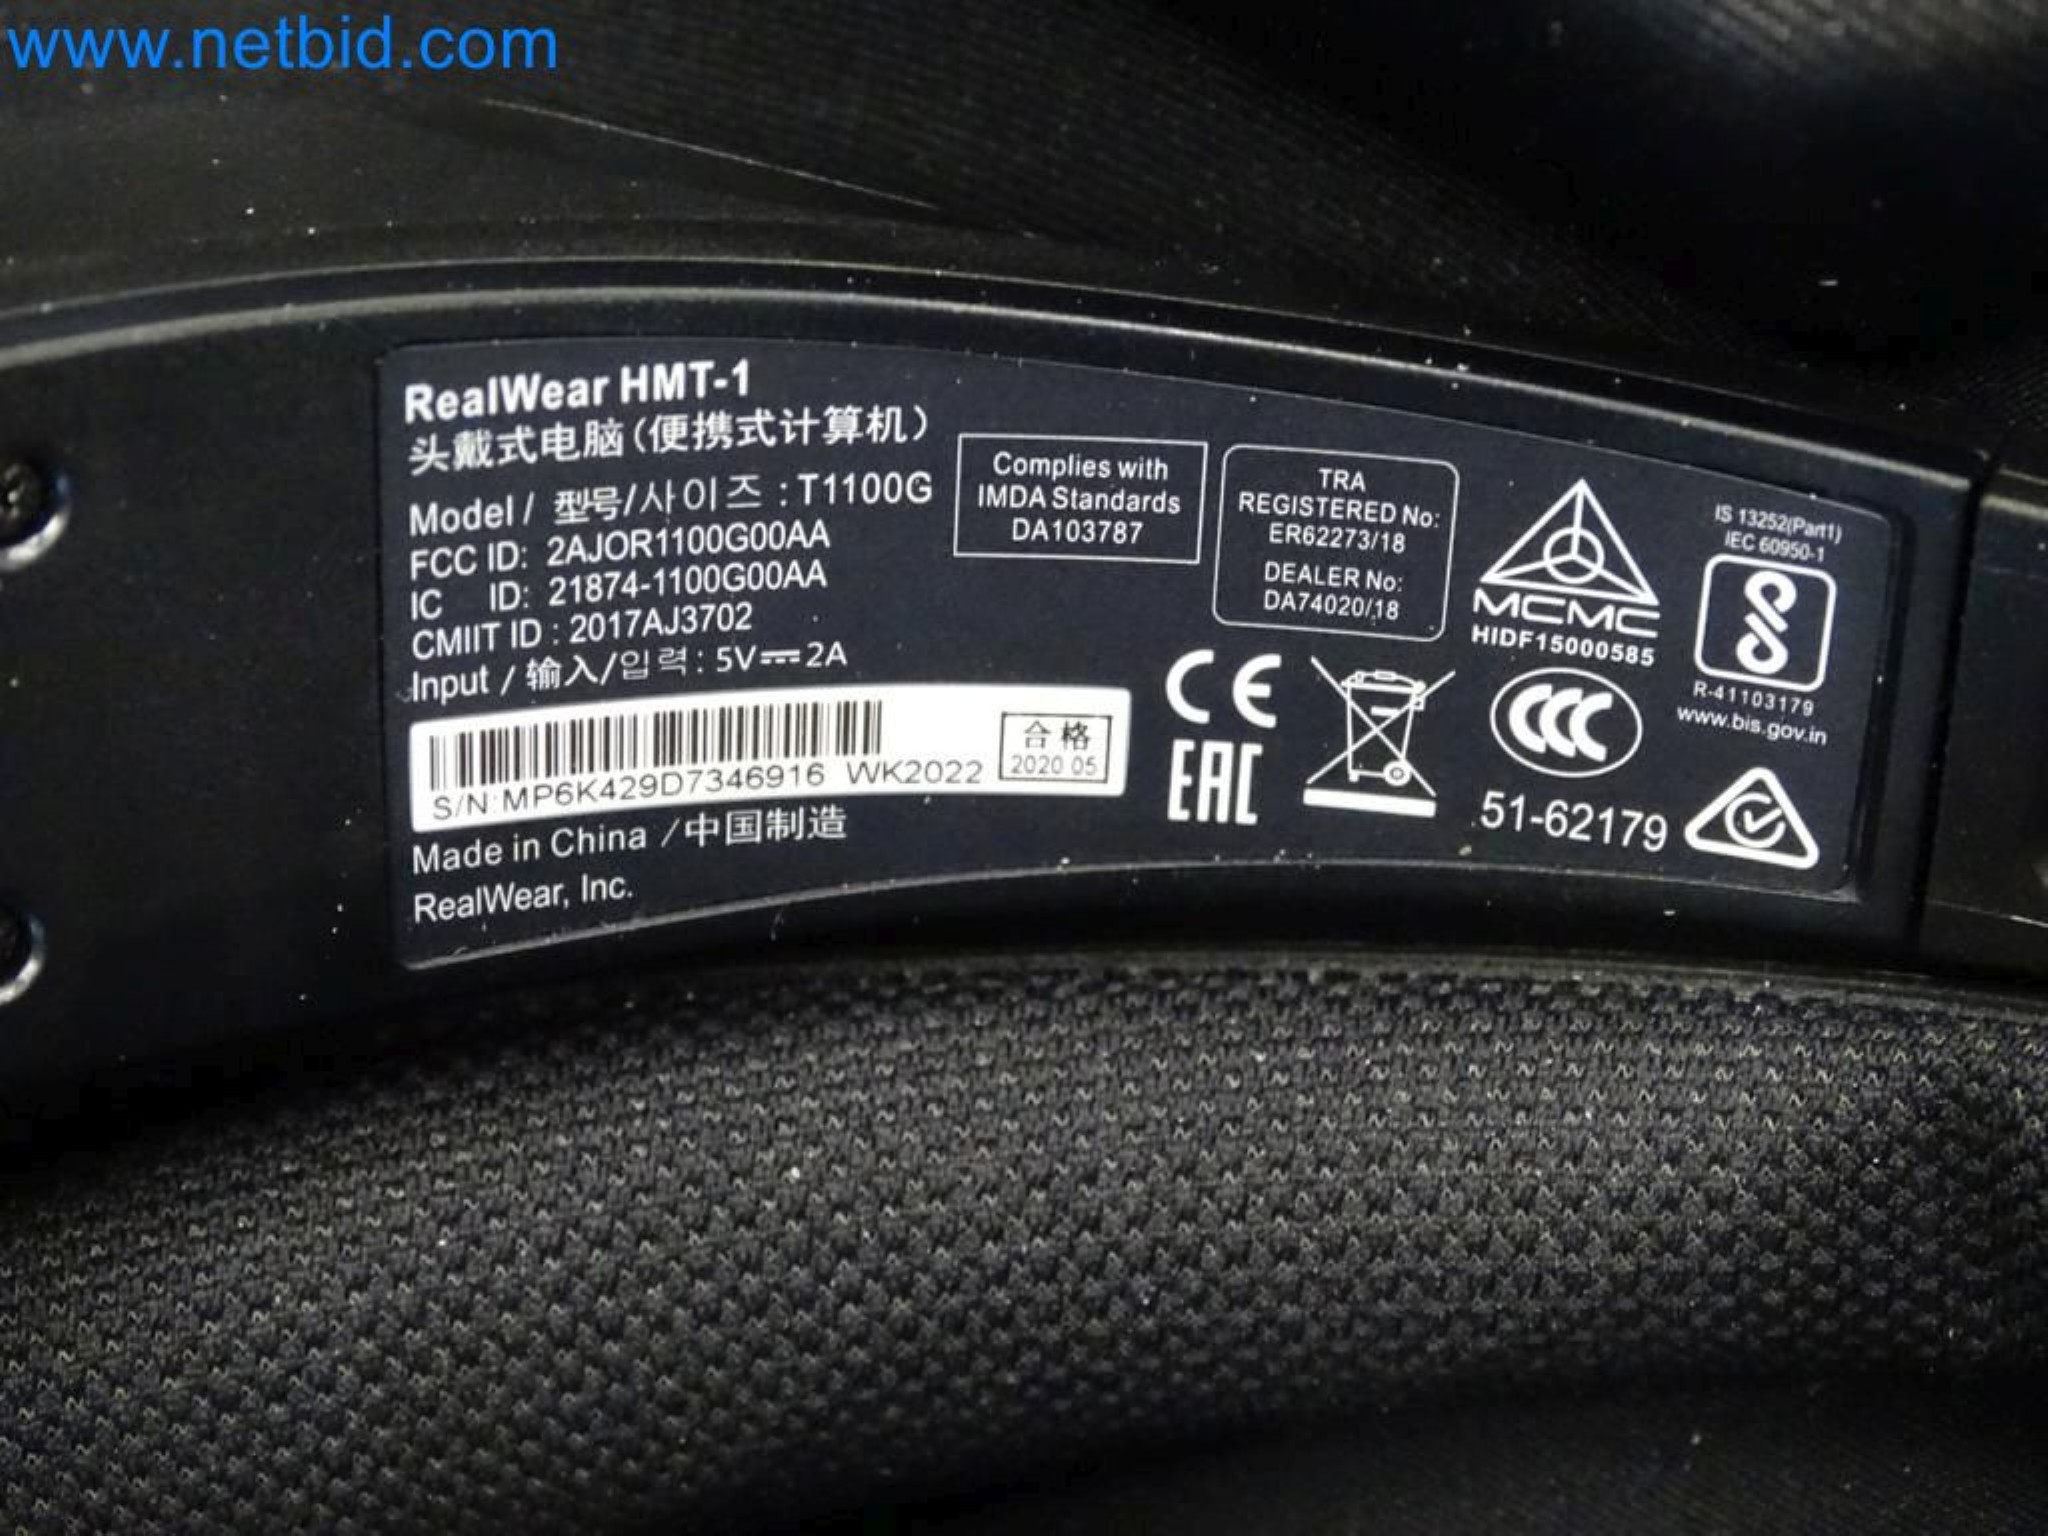 www.netbid.com
RealWear HMT-1
头戴式电脑(便携式计算机)
Model / 型号/사이즈 : T1100G
FCC ID: 2AJOR1100G00AA
IC ID: 21874-1100G00AA
CMIIT ID : 2017AJ3702
Input / 输入/입력 : 5V⎓2A
S/N:MP6K429D7346916 WK2022
合格
2020 05
Made in China /中国制造
RealWear, Inc.
Complies with
IMDA Standards
DA103787
TRA
REGISTERED No:
ER62273/18
DEALER No:
DA74020/18
MCMC
HIDF15000585
IS 13252(Part1)
IEC 60950-1
R-41103179
www.bis.gov.in
CE
EAC
CCC
51-62179